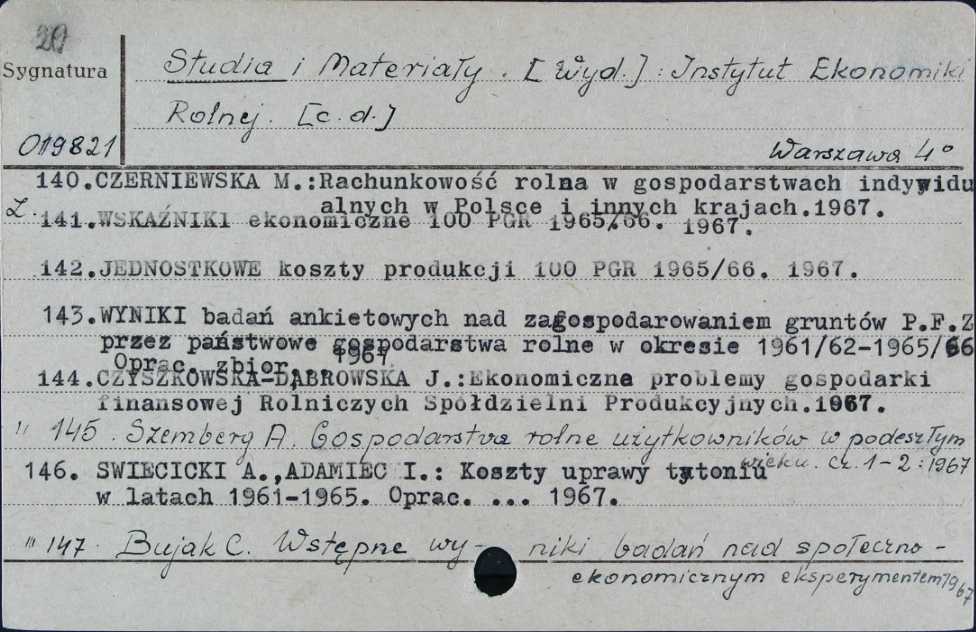 20
Sygnatura
019821
Studia i Materiały. [Wyd.]: Instytut Ekonomiki
Rolnej. [c.d.]
Warszawa 4°
140.CZERNIEWSKA M.:Rachunkowość rolna w gospodarstwach indywidu
alnych w Polsce i innych krajach.1967.
Z. 141.WSKAŹNIKI ekonomiczne 100 PGR 1965/66. 1967.
142.JEDNOSTKOWE koszty produkcji 100 PGR 1965/66. 1967.
143.WYNIKI badań ankietowych nad zagospodarowaniem gruntów P.F.Z
przez państwowe gospodarstwa rolne w okresie 1961/62-1965/66
Oprac. zbior... 1967
144.CZYSZKOWSKA-DĄBROWSKA J.:Ekonomiczne problemy gospodarki
finansowej Rolniczych Spółdzielni Produkcyjnych.1967.
" 145. Szemberg A. Gospodarstwa rolne użytkowników w podeszłym
wieku. Cz. 1-2 : 1967
146. SWIECICKI A.,ADAMIEC I.: Koszty uprawy tytoniu
w latach 1961-1965. Oprac. ... 1967.
" 147. Bujak C. Wstępne wy- niki badań nad społeczno-
ekonomicznym eksperymentem 1967